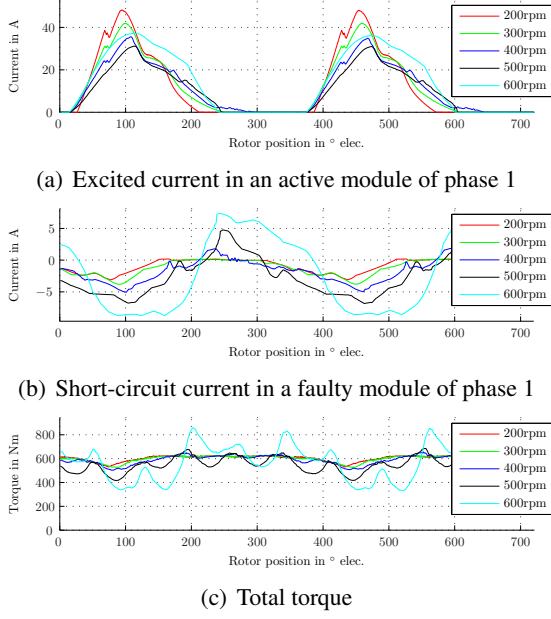 Current in A
40
20
0
0
100
200
300
400
500
600
700
Rotor position in ° elec.
200rpm
300rpm
400rpm
500rpm
600rpm
(a) Excited current in an active module of phase 1
Current in A
5
0
−5
0
100
200
300
400
500
600
700
Rotor position in ° elec.
200rpm
300rpm
400rpm
500rpm
600rpm
(b) Short-circuit current in a faulty module of phase 1
Torque in Nm
800
600
400
200
0
0
100
200
300
400
500
600
700
Rotor position in ° elec.
200rpm
300rpm
400rpm
500rpm
600rpm
(c) Total torque